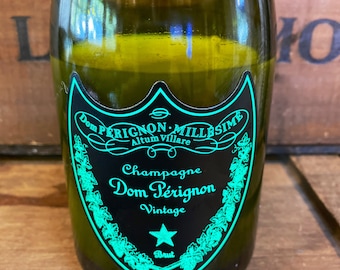 Dom PÉRIGNON · MILLÉSIME
Altum Villare
Champagne
Dom Pérignon
Vintage
Brut